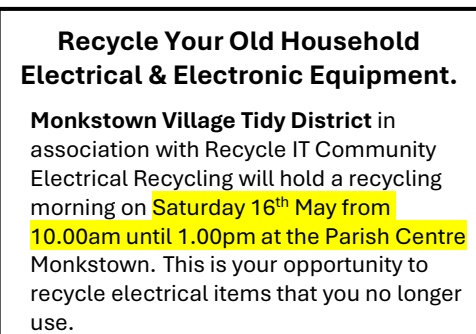 Recycle Your Old Household
Electrical & Electronic Equipment.
Monkstown Village Tidy District in
association with Recycle IT Community
Electrical Recycling will hold a recycling
morning on Saturday 16th May from
10.00am until 1.00pm at the Parish Centre
Monkstown. This is your opportunity to
recycle electrical items that you no longer
use.